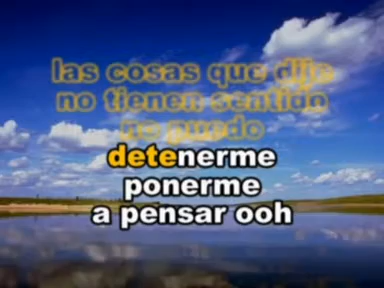 las cosas que dije
no tienen sentido
no puedo
detenerme
ponerme
a pensar ooh